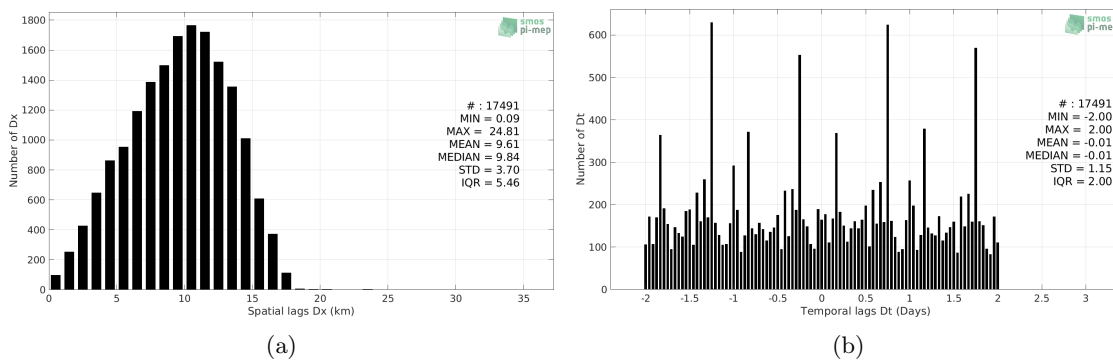 smos
pi-mep
Number of Dx
1800
1600
1400
1200
1000
800
600
400
200
0
# : 17491
MIN = 0.09
MAX = 24.81
MEAN = 9.61
MEDIAN = 9.84
STD = 3.70
IQR = 5.46
0 5 10 15 20 25 30 35
Spatial lags Dx (km)
(a)
smos
pi-mep
Number of Dt
600
500
400
300
200
100
0
# : 17491
MIN = -2.00
MAX = 2.00
MEAN = -0.01
MEDIAN = -0.01
STD = 1.15
IQR = 2.00
-2 -1.5 -1 -0.5 0 0.5 1 1.5 2 2.5 3
Temporal lags Dt (Days)
(b)